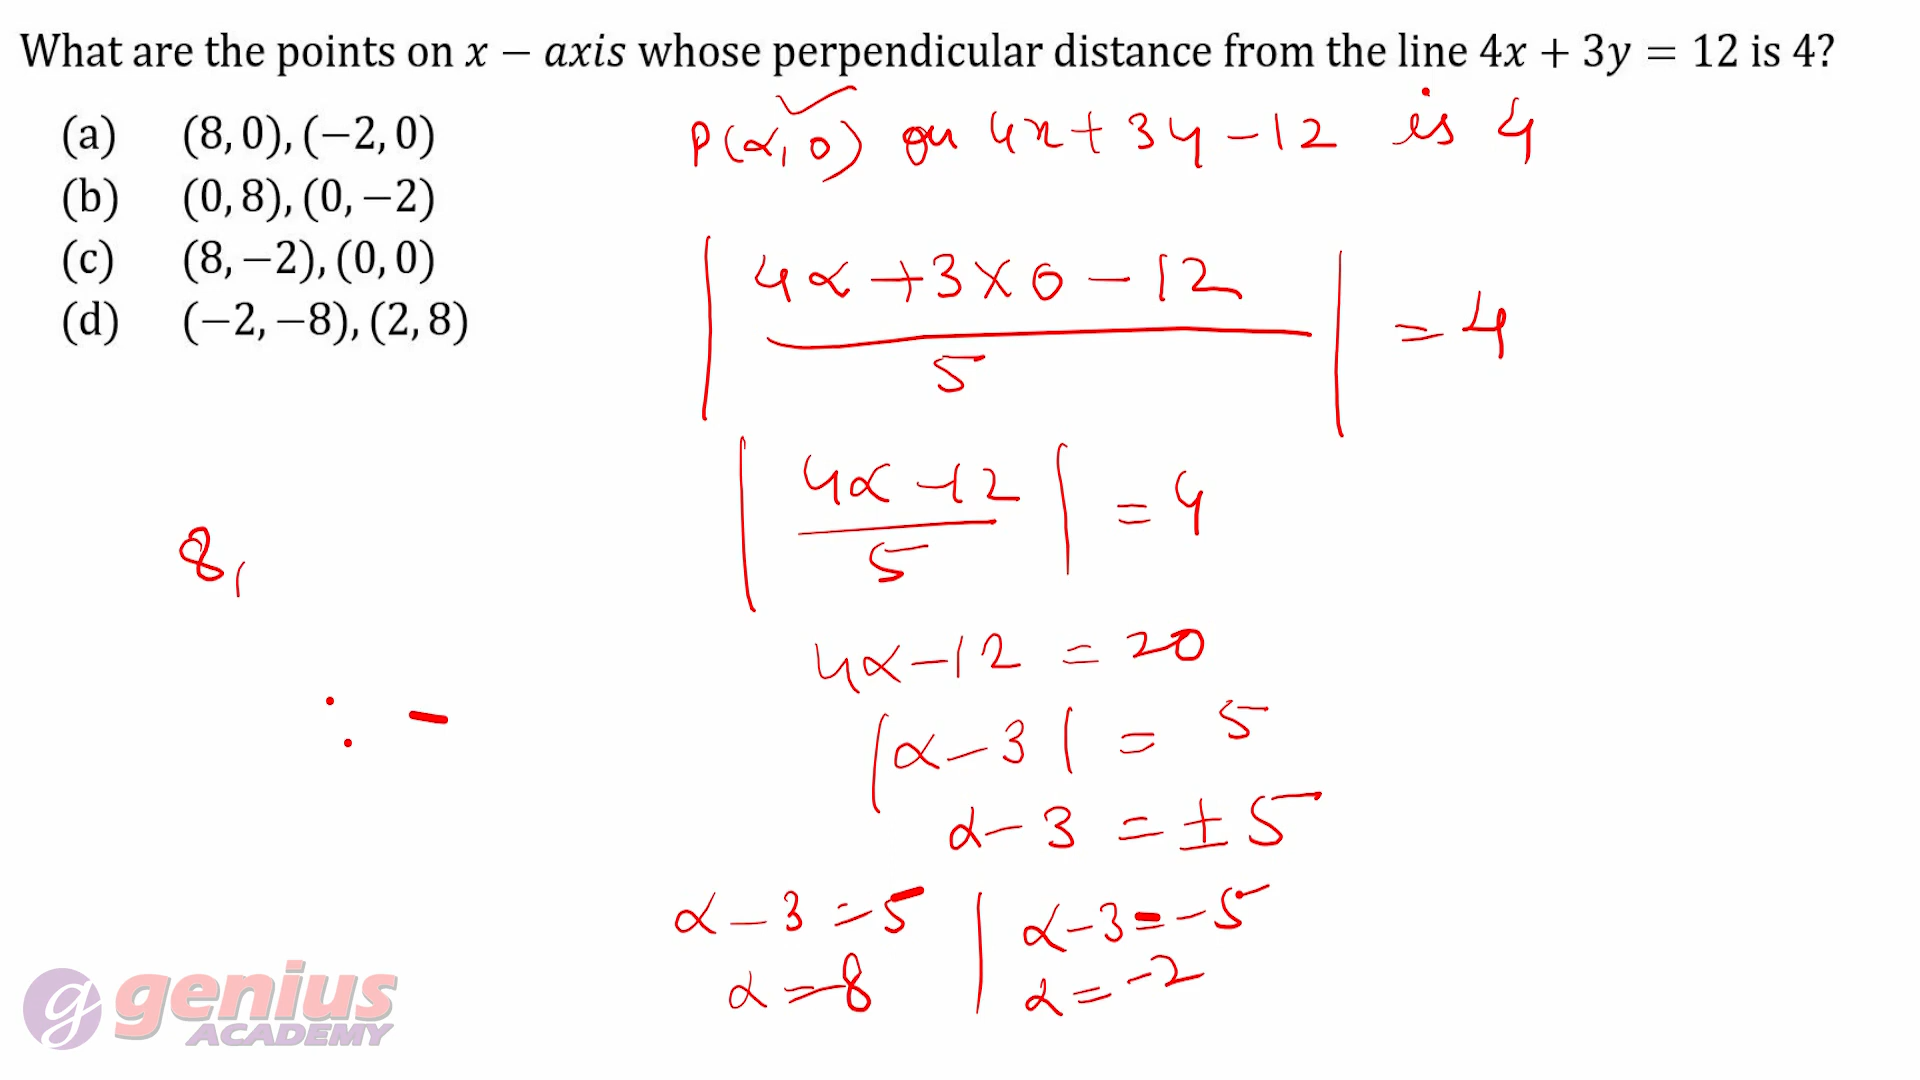 What are the points on x − axis whose perpendicular distance from the line 4x + 3y = 12 is 4?
(a) (8, 0), (−2, 0)
(b) (0, 8), (0, −2)
(c) (8, −2), (0, 0)
(d) (−2, −8), (2, 8)
P(α, 0) on 4x + 3y − 12 is 4
| (4α + 3 × 0 − 12) / 5 | = 4
| (4α − 12) / 5 | = 4
8,
4α − 12 = 20
|α − 3| = 5
α − 3 = ± 5
α − 3 = 5 | α − 3 = −5
α = 8 | α = −2
genius
ACADEMY